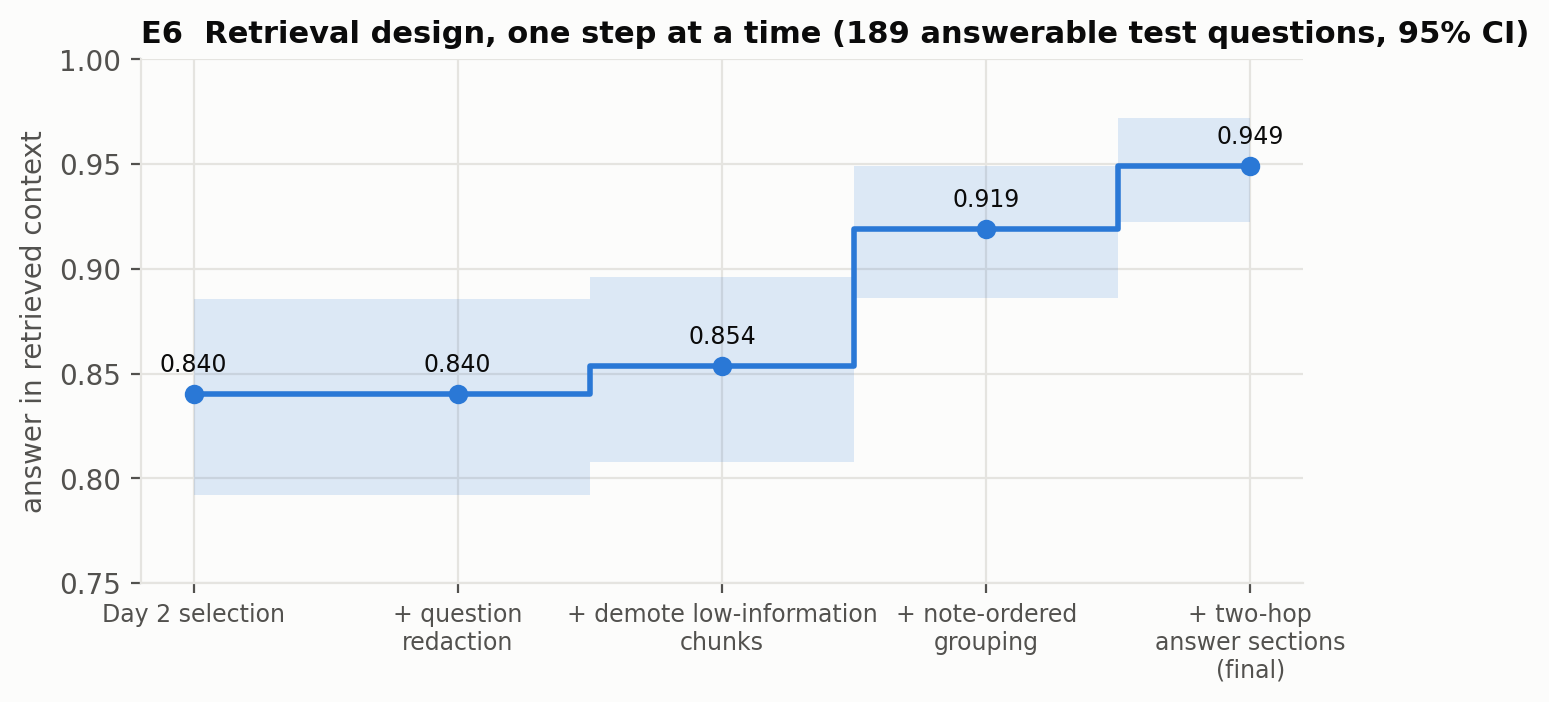 E6  Retrieval design, one step at a time (189 answerable test questions, 95% CI)
answer in retrieved context
1.00
0.95
0.90
0.85
0.80
0.75
0.840
0.840
0.854
0.919
0.949
Day 2 selection
+ question
redaction
+ demote low-information
chunks
+ note-ordered
grouping
+ two-hop
answer sections
(final)